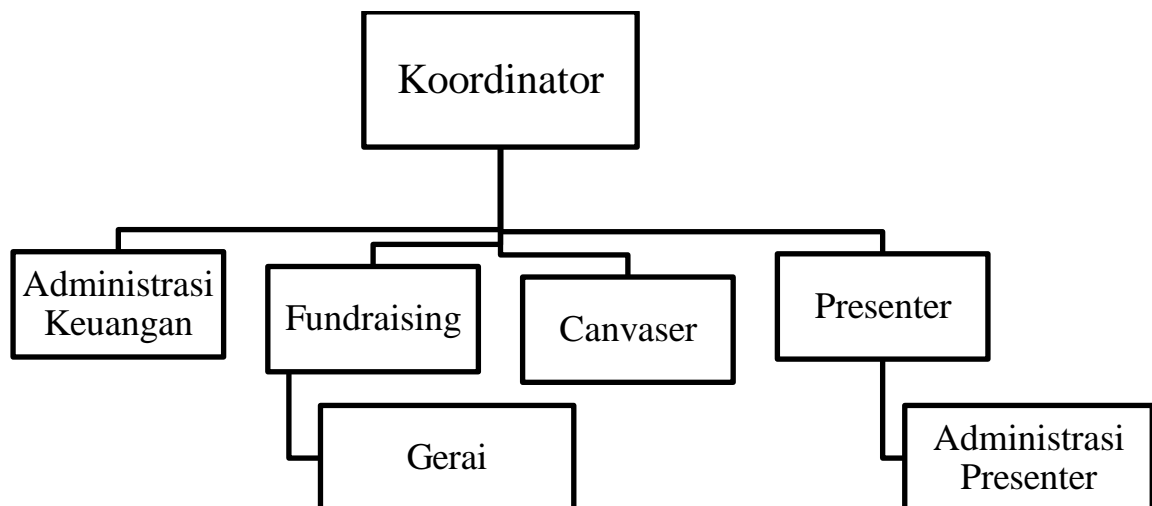 Koordinator
Administrasi
Keuangan
Fundraising
Canvaser
Presenter
Gerai
Administrasi
Presenter